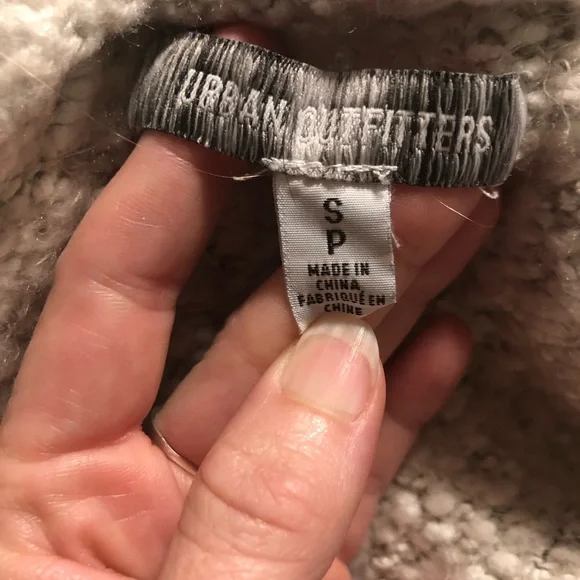 URBAN OUTFITTERS
S
P
MADE IN
CHINA
FABRIQUÉ EN
CHINE